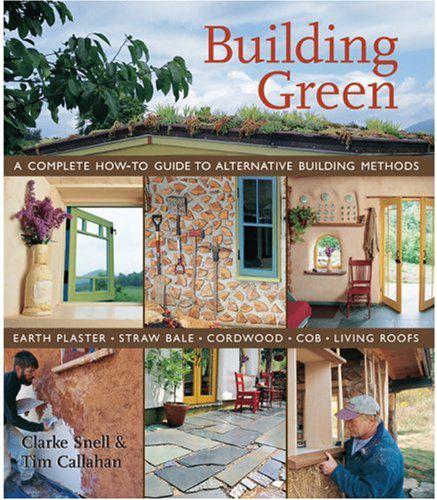 Building
Green
A COMPLETE HOW-TO GUIDE TO ALTERNATIVE BUILDING METHODS
EARTH PLASTER • STRAW BALE • CORDWOOD • COB • LIVING ROOFS
Clarke Snell &
Tim Callahan